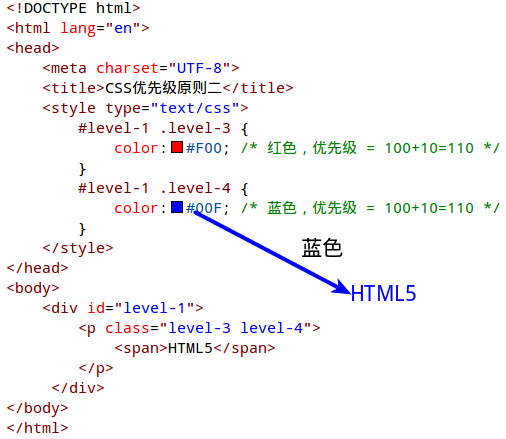 <!DOCTYPE html>
<html lang="en">
<head>
    <meta charset="UTF-8">
    <title>CSS优先级原则二</title>
    <style type="text/css">
        #level-1 .level-3 {
            color:#F00; /* 红色，优先级 = 100+10=110 */
        }
        #level-1 .level-4 {
            color:#00F; /* 蓝色，优先级 = 100+10=110 */
        }
    </style>
蓝色
</head>
HTML5
<body>
    <div id="level-1">
        <p class="level-3 level-4">
            <span>HTML5</span>
        </p>
     </div>
</body>
</html>